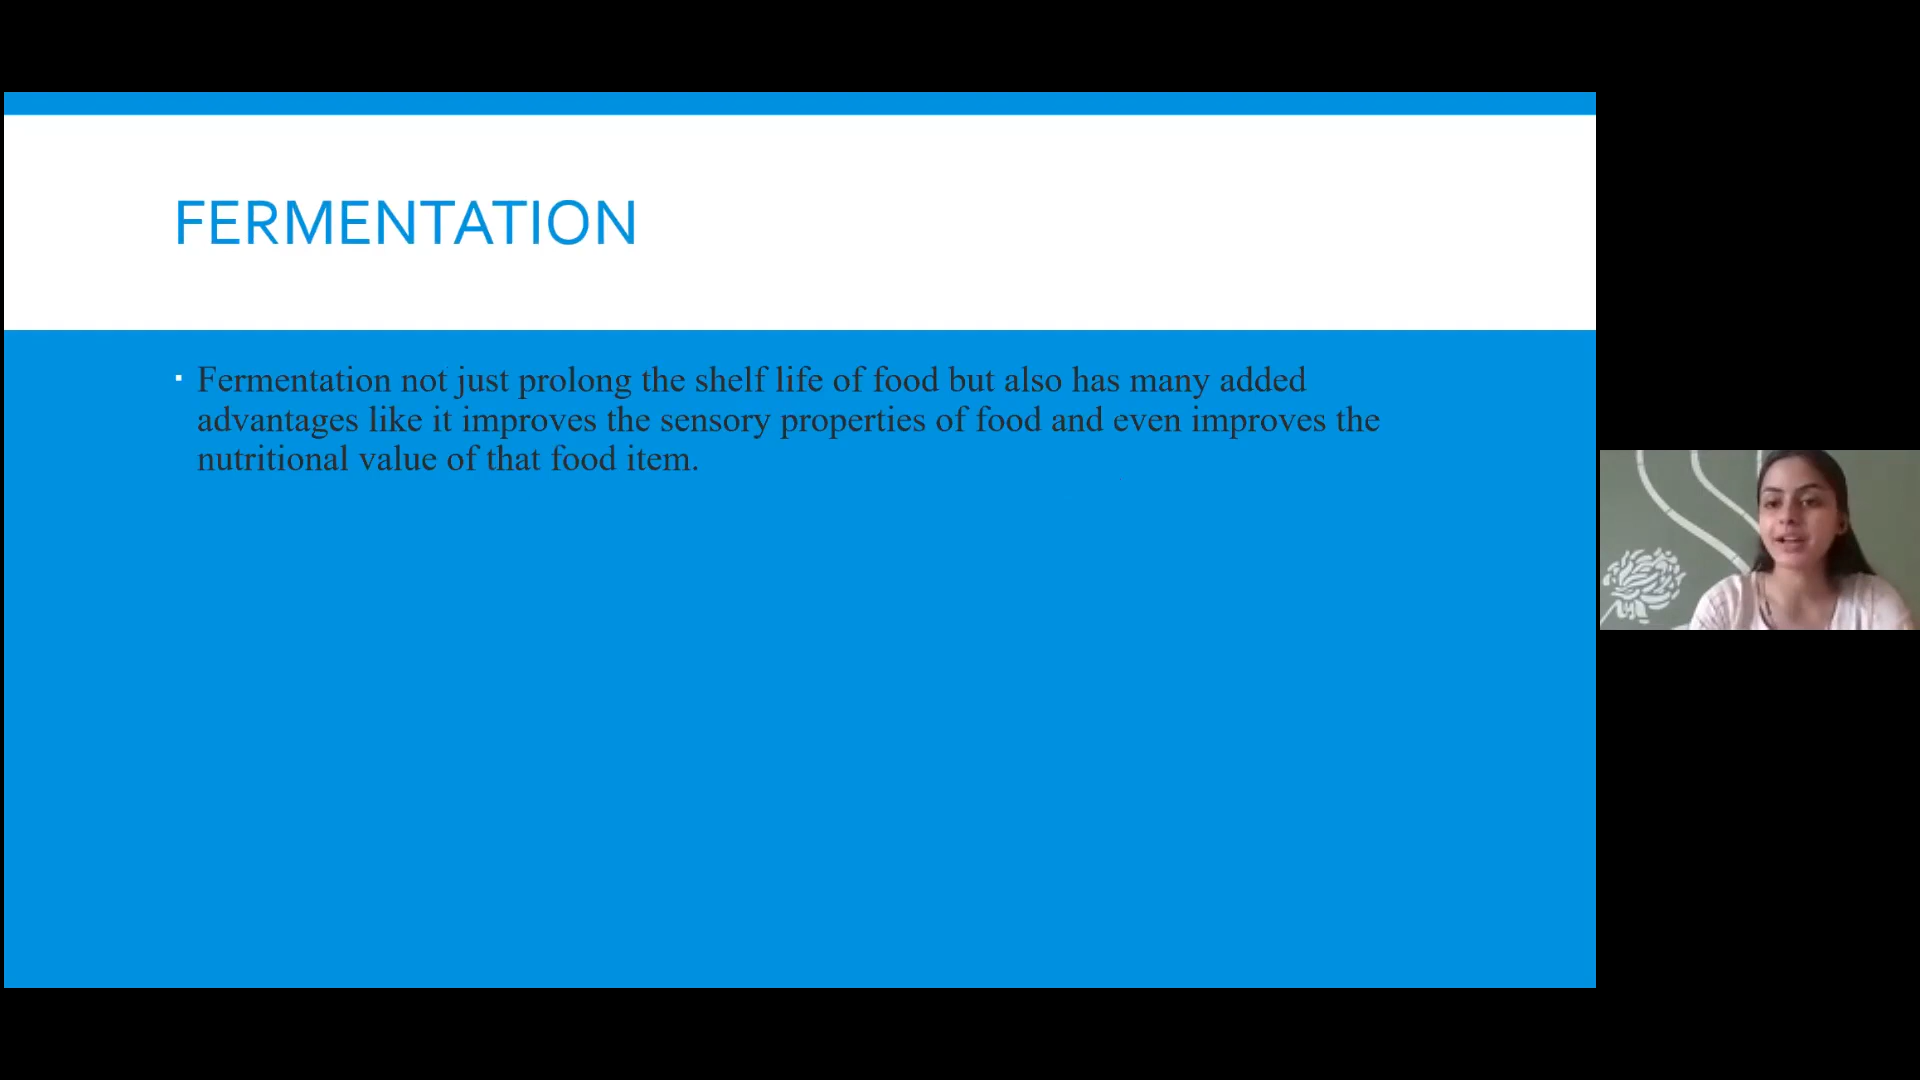 FERMENTATION
▪ Fermentation not just prolong the shelf life of food but also has many added
advantages like it improves the sensory properties of food and even improves the
nutritional value of that food item.